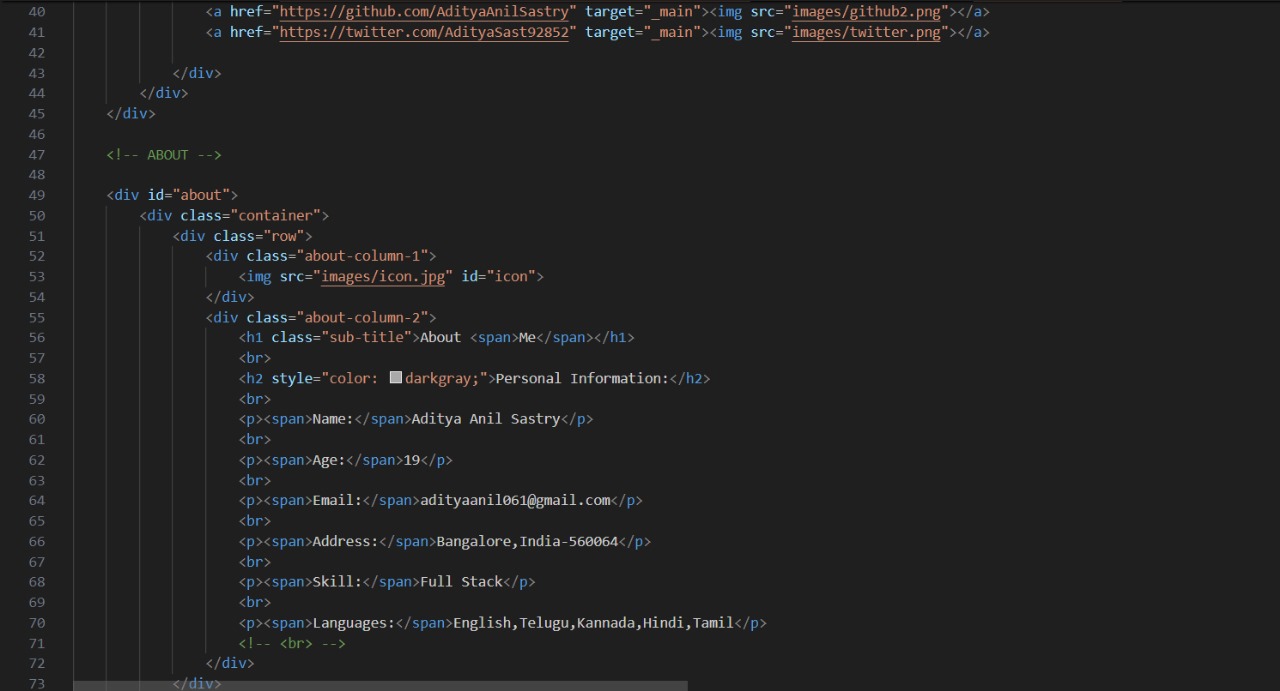 40 <a href="https://github.com/AdityaAnilSastry" target="_main"><img src="images/github2.png"></a>
41 <a href="https://twitter.com/AdityaSast92852" target="_main"><img src="images/twitter.png"></a>
42
43 </div>
44 </div>
45 </div>
46
47 <!-- ABOUT -->
48
49 <div id="about">
50 <div class="container">
51 <div class="row">
52 <div class="about-column-1">
53 <img src="images/icon.jpg" id="icon">
54 </div>
55 <div class="about-column-2">
56 <h1 class="sub-title">About <span>Me</span></h1>
57 <br>
58 <h2 style="color: darkgray;">Personal Information:</h2>
59 <br>
60 <p><span>Name:</span>Aditya Anil Sastry</p>
61 <br>
62 <p><span>Age:</span>19</p>
63 <br>
64 <p><span>Email:</span>adityaanil061@gmail.com</p>
65 <br>
66 <p><span>Address:</span>Bangalore,India-560064</p>
67 <br>
68 <p><span>Skill:</span>Full Stack</p>
69 <br>
70 <p><span>Languages:</span>English,Telugu,Kannada,Hindi,Tamil</p>
71 <!-- <br> -->
72 </div>
73 </div>